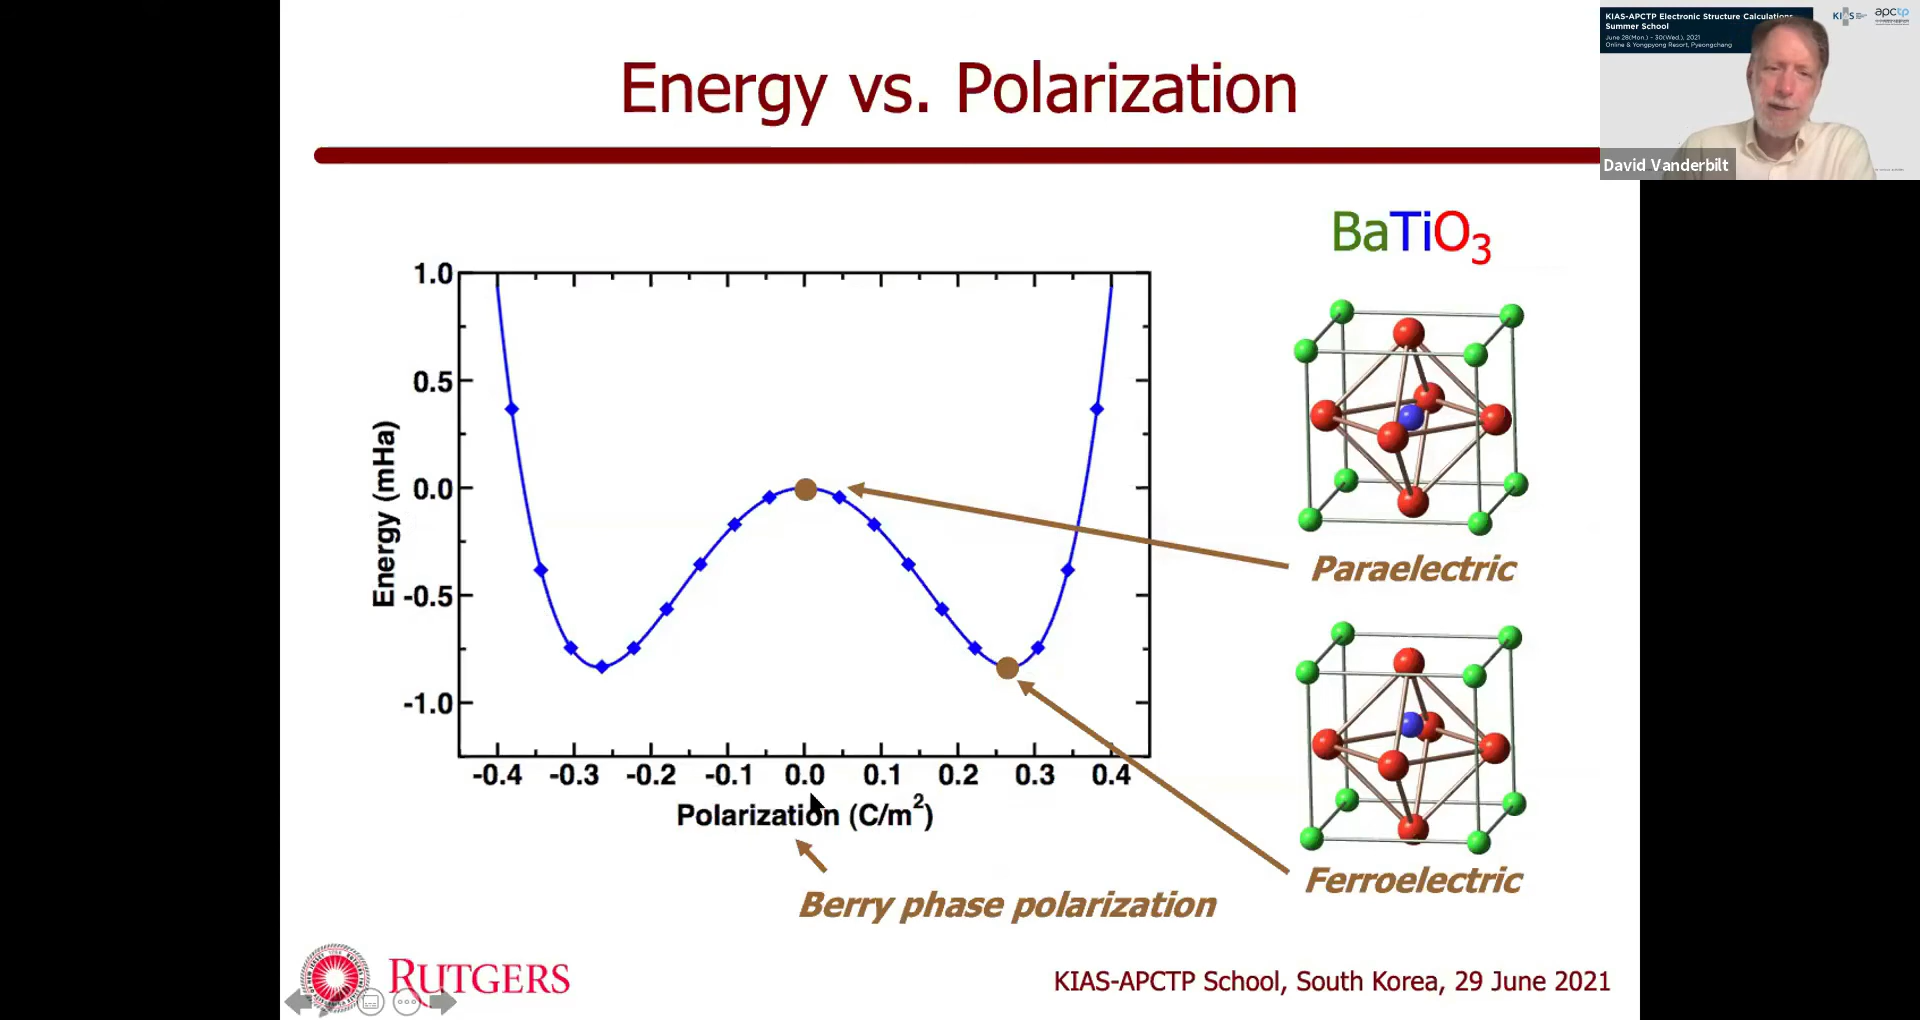 Energy vs. Polarization
KIAS-APCTP Electronic Structure Calculations
Summer School
June 28(Mon.) - 30(Wed.), 2021
Online & Yongpyong Resort, Pyeongchang
KIAS
apctp
David Vanderbilt
BaTiO3
1.0
0.5
0.0
-0.5
-1.0
Energy (mHa)
-0.4 -0.3 -0.2 -0.1 0.0 0.1 0.2 0.3 0.4
Polarization (C/m2)
Berry phase polarization
Paraelectric
Ferroelectric
RUTGERS
KIAS-APCTP School, South Korea, 29 June 2021